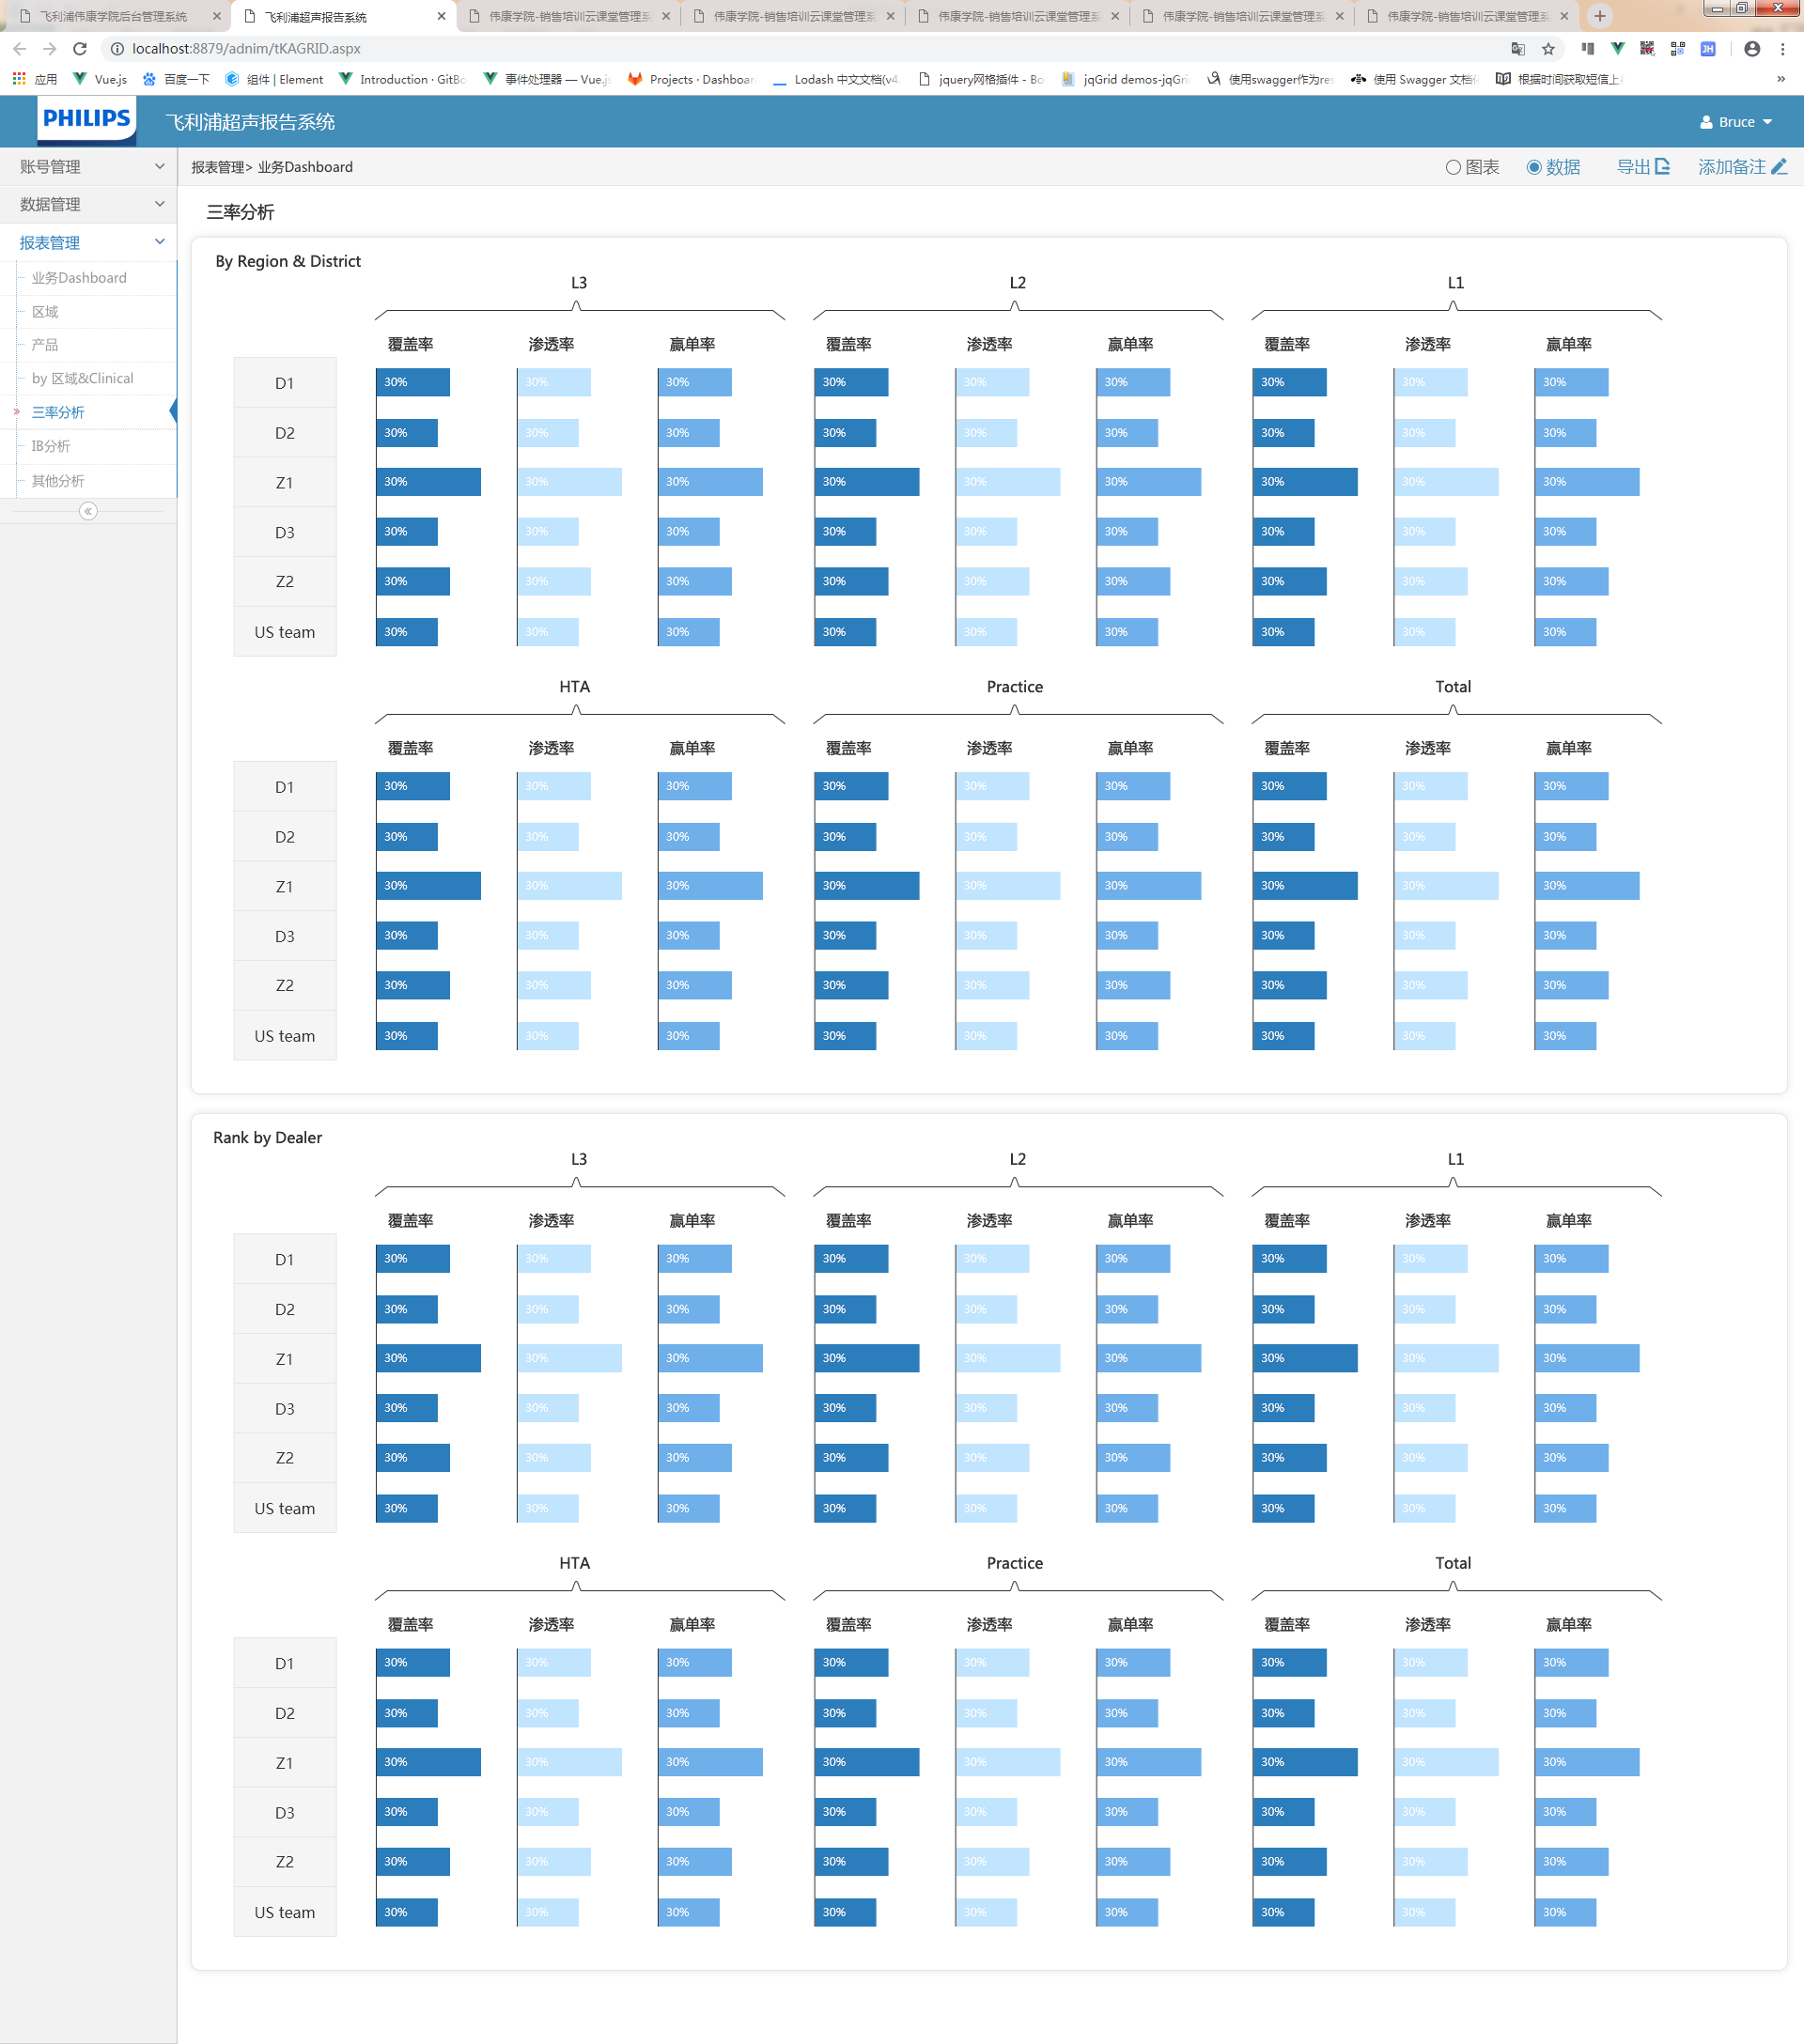 飞利浦伟康学院后台管理系统
飞利浦超声报告系统
伟康学院-销售培训云课堂管理系
伟康学院-销售培训云课堂管理系
伟康学院-销售培训云课堂管理系
伟康学院-销售培训云课堂管理系
伟康学院-销售培训云课堂管理系
localhost:8879/adnim/tKAGRID.aspx
应用 Vue.js 百度一下 组件 | Element Introduction · GitBo 事件处理器 — Vue.js Projects · Dashboar Lodash 中文文档(v4. jquery网格插件 - Bo jqGrid demos-jqGri 使用swagger作为res 使用 Swagger 文档化 根据时间获取短信上 »
PHILIPS 飞利浦超声报告系统 Bruce
账号管理
数据管理
报表管理
业务Dashboard
区域
产品
by 区域&Clinical
三率分析
IB分析
其他分析
报表管理> 业务Dashboard 图表 数据 导出 添加备注
三率分析
By Region & District
L3 L2 L1
覆盖率 渗透率 赢单率 覆盖率 渗透率 赢单率 覆盖率 渗透率 赢单率
D1 30% 30% 30% 30% 30% 30% 30% 30% 30%
D2 30% 30% 30% 30% 30% 30% 30% 30% 30%
Z1 30% 30% 30% 30% 30% 30% 30% 30% 30%
D3 30% 30% 30% 30% 30% 30% 30% 30% 30%
Z2 30% 30% 30% 30% 30% 30% 30% 30% 30%
US team 30% 30% 30% 30% 30% 30% 30% 30% 30%
HTA Practice Total
覆盖率 渗透率 赢单率 覆盖率 渗透率 赢单率 覆盖率 渗透率 赢单率
D1 30% 30% 30% 30% 30% 30% 30% 30% 30%
D2 30% 30% 30% 30% 30% 30% 30% 30% 30%
Z1 30% 30% 30% 30% 30% 30% 30% 30% 30%
D3 30% 30% 30% 30% 30% 30% 30% 30% 30%
Z2 30% 30% 30% 30% 30% 30% 30% 30% 30%
US team 30% 30% 30% 30% 30% 30% 30% 30% 30%
Rank by Dealer
L3 L2 L1
覆盖率 渗透率 赢单率 覆盖率 渗透率 赢单率 覆盖率 渗透率 赢单率
D1 30% 30% 30% 30% 30% 30% 30% 30% 30%
D2 30% 30% 30% 30% 30% 30% 30% 30% 30%
Z1 30% 30% 30% 30% 30% 30% 30% 30% 30%
D3 30% 30% 30% 30% 30% 30% 30% 30% 30%
Z2 30% 30% 30% 30% 30% 30% 30% 30% 30%
US team 30% 30% 30% 30% 30% 30% 30% 30% 30%
HTA Practice Total
覆盖率 渗透率 赢单率 覆盖率 渗透率 赢单率 覆盖率 渗透率 赢单率
D1 30% 30% 30% 30% 30% 30% 30% 30% 30%
D2 30% 30% 30% 30% 30% 30% 30% 30% 30%
Z1 30% 30% 30% 30% 30% 30% 30% 30% 30%
D3 30% 30% 30% 30% 30% 30% 30% 30% 30%
Z2 30% 30% 30% 30% 30% 30% 30% 30% 30%
US team 30% 30% 30% 30% 30% 30% 30% 30% 30%